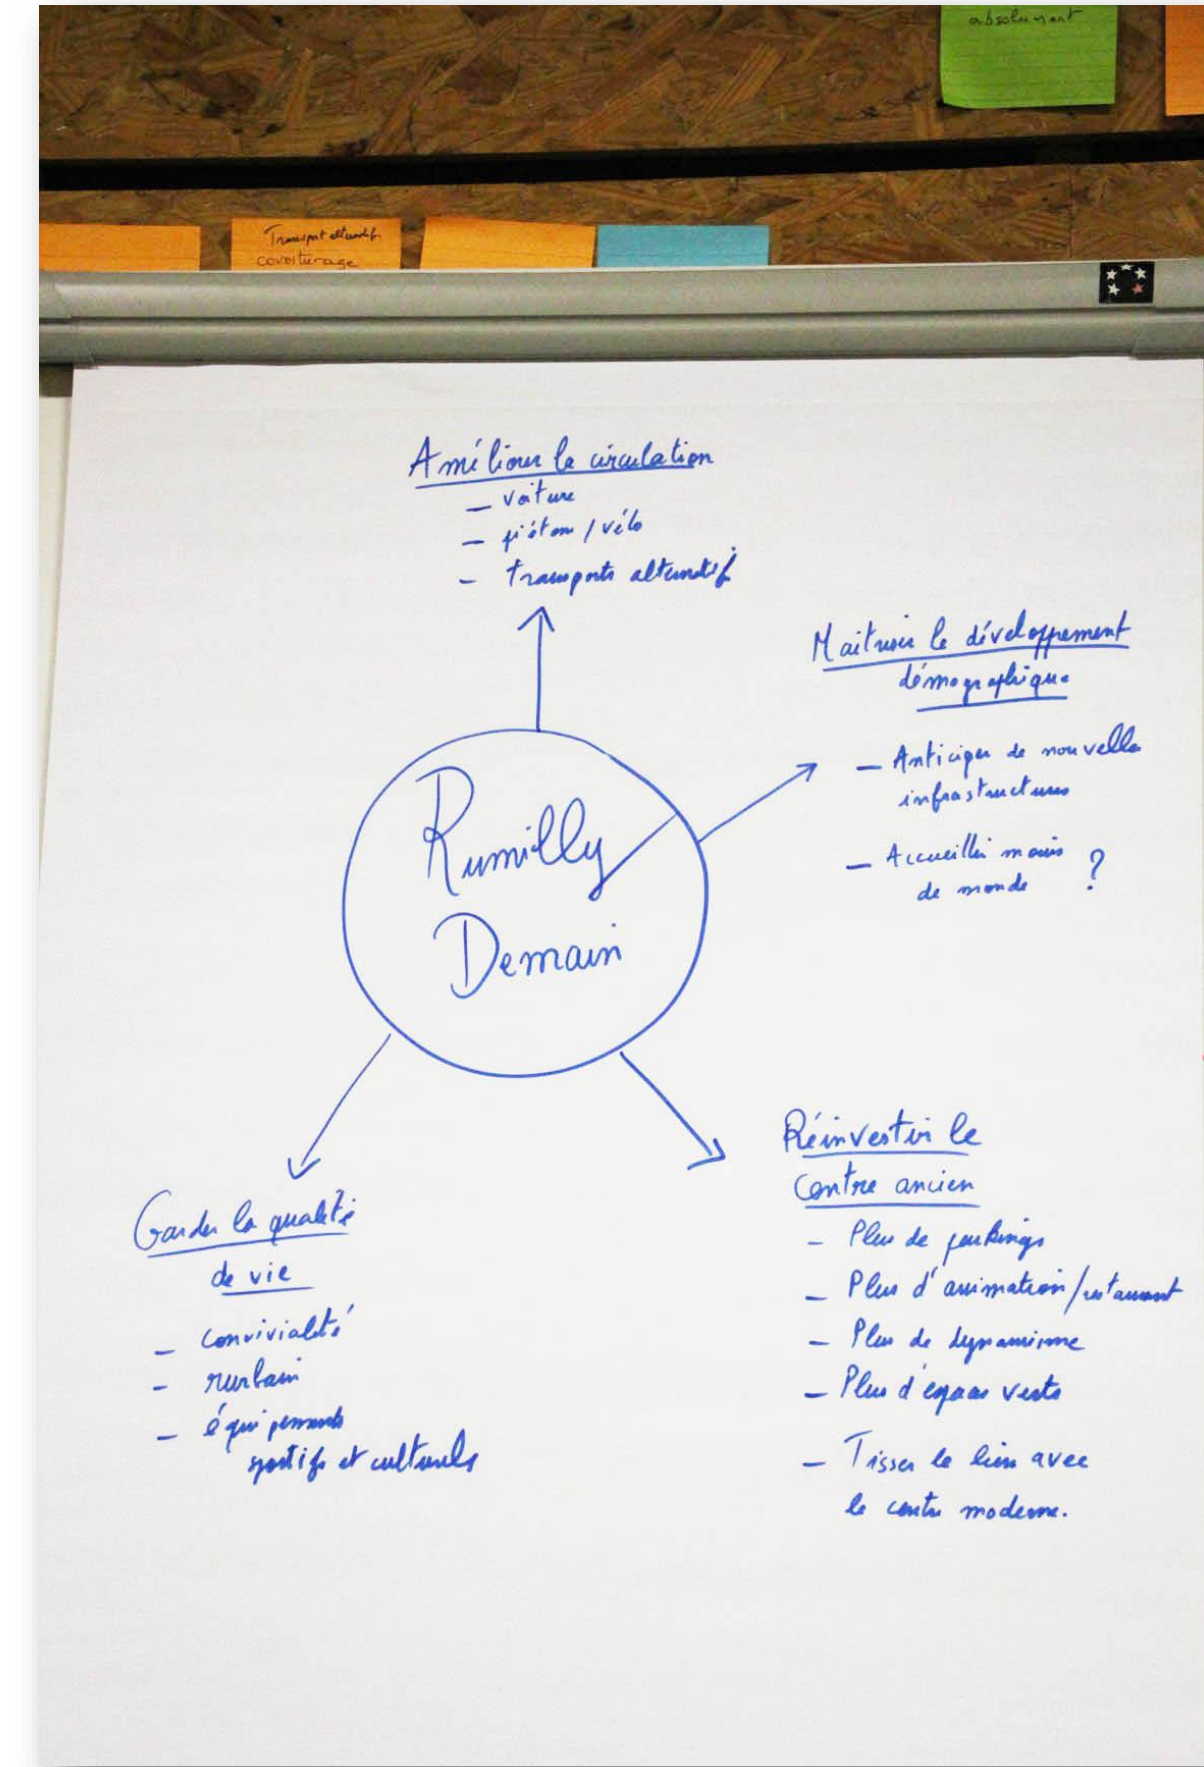 absolument
Transport alternatif
covoiturage
Améliorer la circulation
– voiture
– piéton / vélo
– transports alternatif
Maitriser le développement
démographique
– Anticiper de nouvelles
infrastructures
– Accueillir moins
de monde ?
Rumilly
Demain
Réinvestir le
Centre ancien
– Plus de parkings
– Plus d'animation/restaurant
– Plus de dynamisme
– Plus d'espaces verts
– Tisser le lien avec
le centre moderne.
Garder la qualité
de vie
– convivialité
– rurbain
– équipements
sportifs et culturels